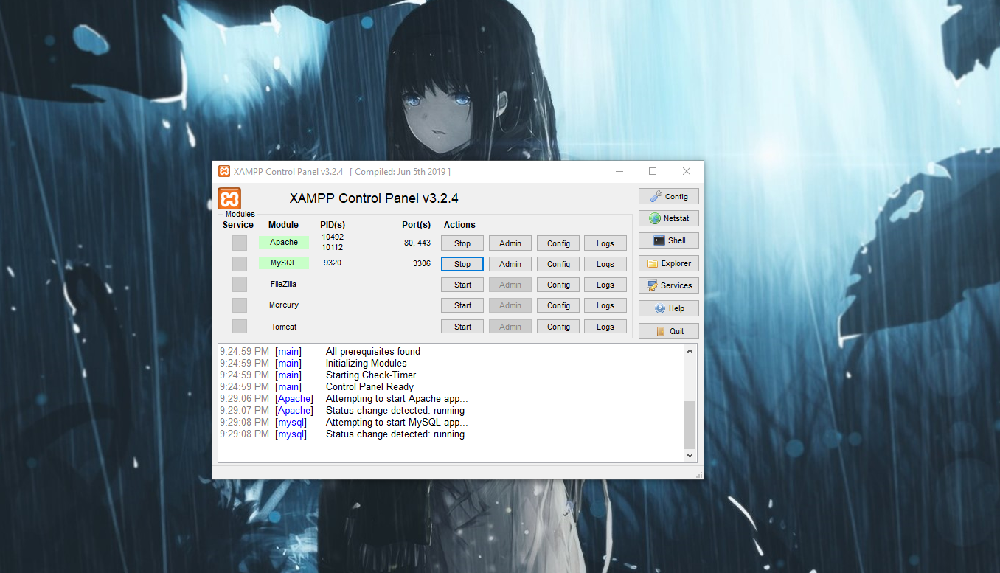 XAMPP Control Panel v3.2.4 [ Compiled: Jun 5th 2019 ]
XAMPP Control Panel v3.2.4
Config
Modules
Service Module PID(s) Port(s) Actions
Netstat
Apache 10492 10112 80, 443 Stop Admin Config Logs
Shell
MySQL 9320 3306 Stop Admin Config Logs
Explorer
FileZilla Start Admin Config Logs
Services
Mercury Start Admin Config Logs
Help
Tomcat Start Admin Config Logs
Quit
9:24:59 PM [main] All prerequisites found
9:24:59 PM [main] Initializing Modules
9:24:59 PM [main] Starting Check-Timer
9:24:59 PM [main] Control Panel Ready
9:29:06 PM [Apache] Attempting to start Apache app...
9:29:07 PM [Apache] Status change detected: running
9:29:08 PM [mysql] Attempting to start MySQL app...
9:29:08 PM [mysql] Status change detected: running